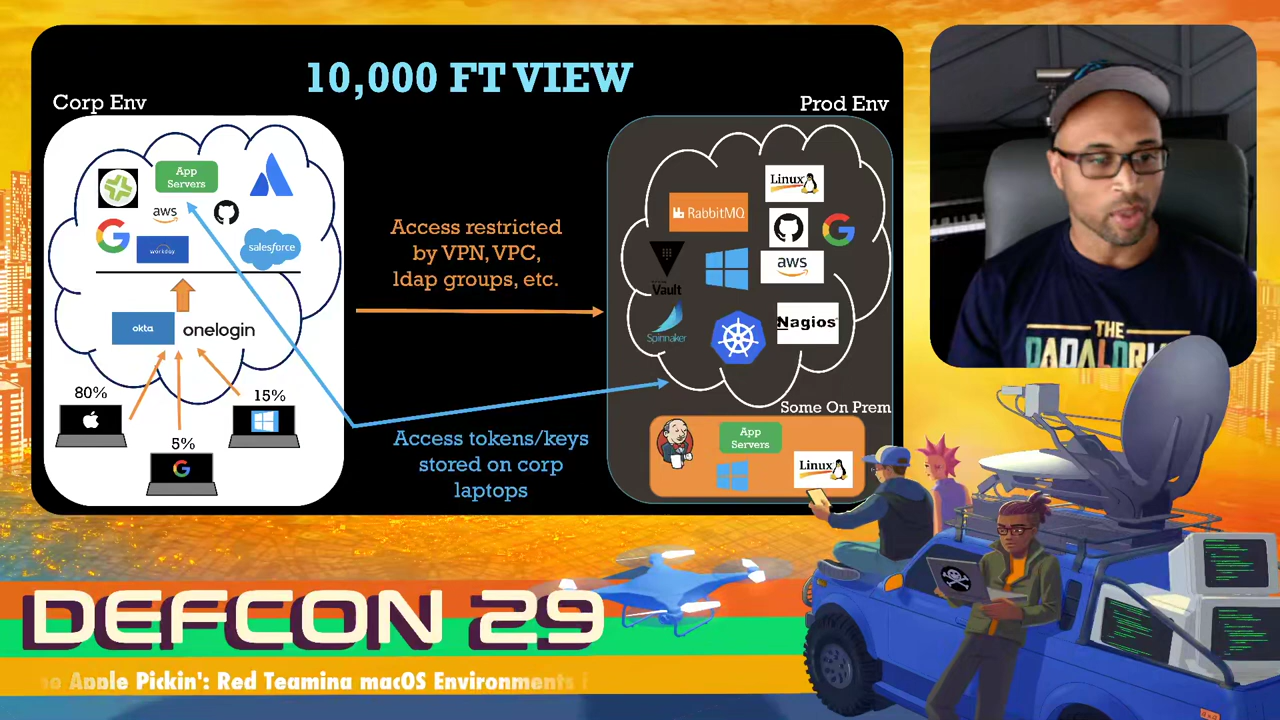 10,000 FT VIEW
Corp Env
Prod Env
App
Servers
aws
workday
salesforce
okta
onelogin
80%
5%
15%
Access restricted
by VPN, VPC,
ldap groups, etc.
Access tokens/keys
stored on corp
laptops
Linux
RabbitMQ
Vault
aws
Spinnaker
Nagios
Some On Prem
App
Servers
Linux
THE
DADALORIAN
DEFCON 29
Apple Pickin': Red Teaming macOS Environments